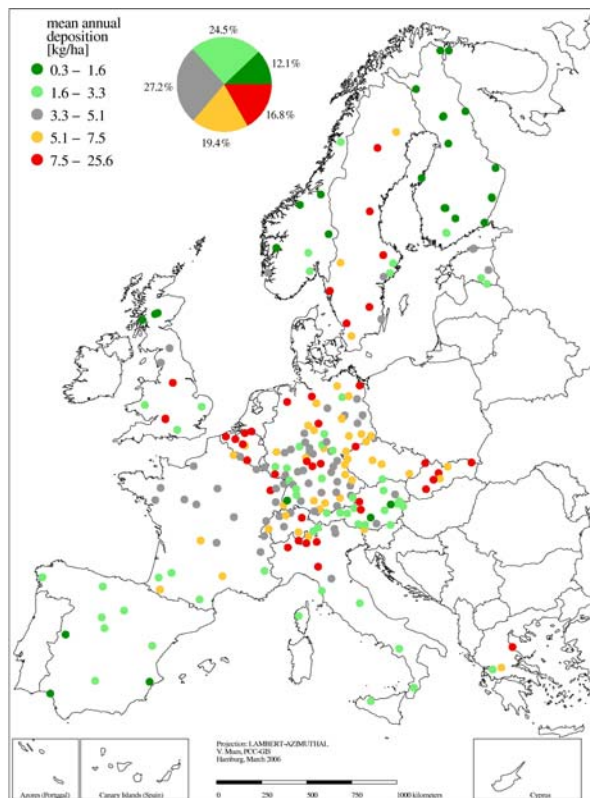 mean annual
deposition
[kg/ha]
0.3 – 1.6
1.6 – 3.3
3.3 – 5.1
5.1 – 7.5
7.5 – 25.6
24.5%
12.1%
27.2%
16.8%
19.4%
Projection: LAMBERT-AZIMUTHAL
V. Mues, PCC-GIS
Hamburg, March 2006
0 250 500 750 1000 kilometers
Azores (Portugal)
Canary Islands (Spain)
Cyprus